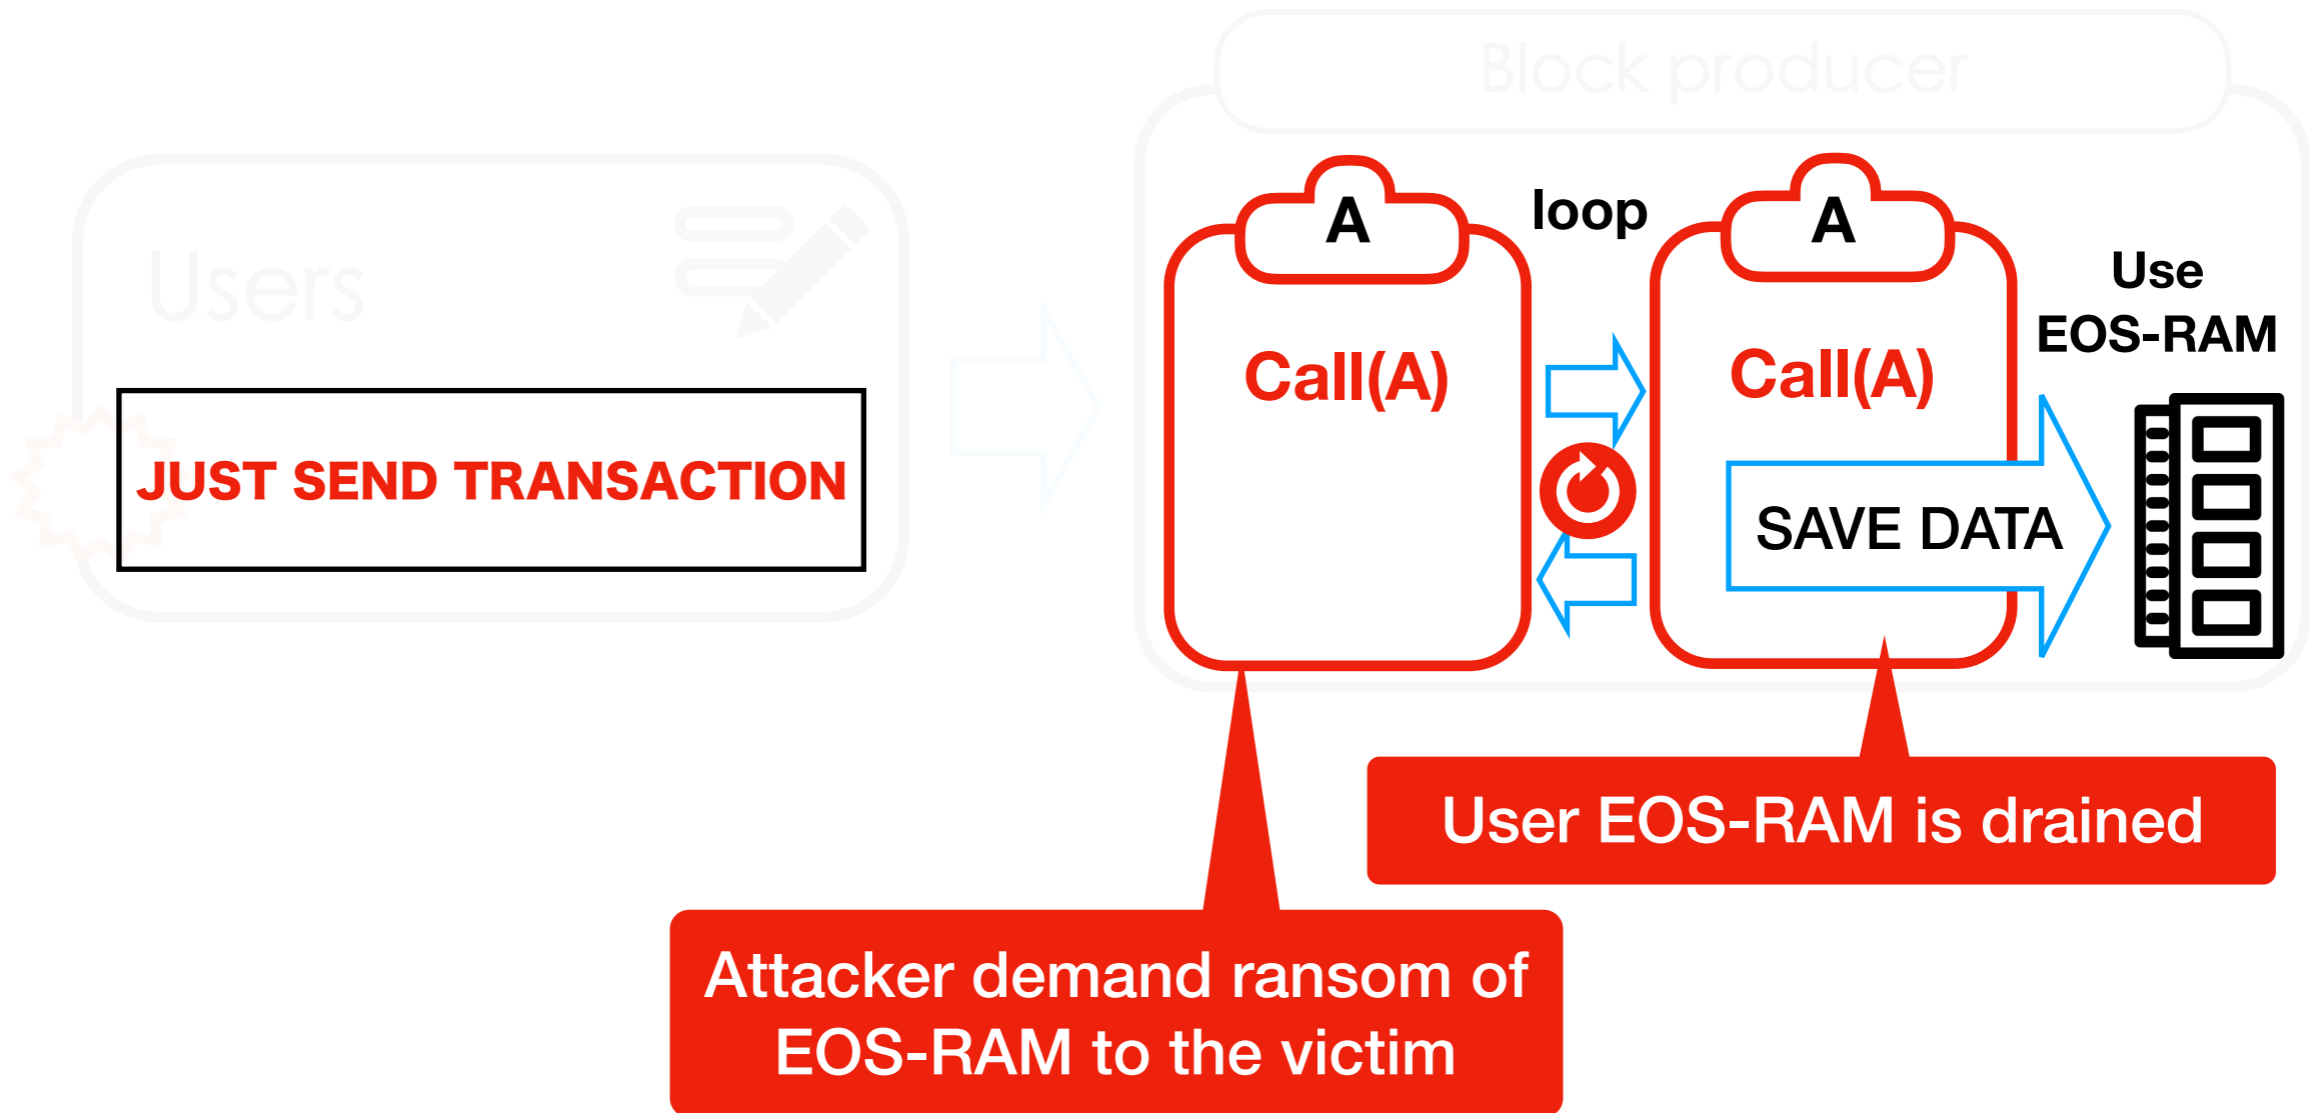 Block producer
Users
JUST SEND TRANSACTION
A
Call(A)
loop
A
Call(A)
SAVE DATA
Use
EOS-RAM
User EOS-RAM is drained
Attacker demand ransom of
EOS-RAM to the victim